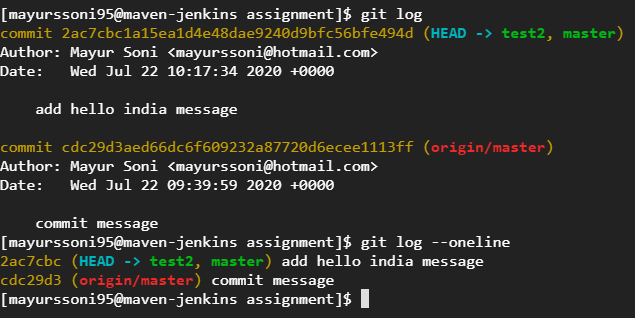 [mayurssoni95@maven-jenkins assignment]$ git log
commit 2ac7cbc1a15ea1d4e48dae9240d9bfc56bfe494d (HEAD -> test2, master)
Author: Mayur Soni <mayurssoni@hotmail.com>
Date:   Wed Jul 22 10:17:34 2020 +0000
    add hello india message
commit cdc29d3aed66dc6f609232a87720d6ecee1113ff (origin/master)
Author: Mayur Soni <mayurssoni@hotmail.com>
Date:   Wed Jul 22 09:39:59 2020 +0000
    commit message
[mayurssoni95@maven-jenkins assignment]$ git log --oneline
2ac7cbc (HEAD -> test2, master) add hello india message
cdc29d3 (origin/master) commit message
[mayurssoni95@maven-jenkins assignment]$